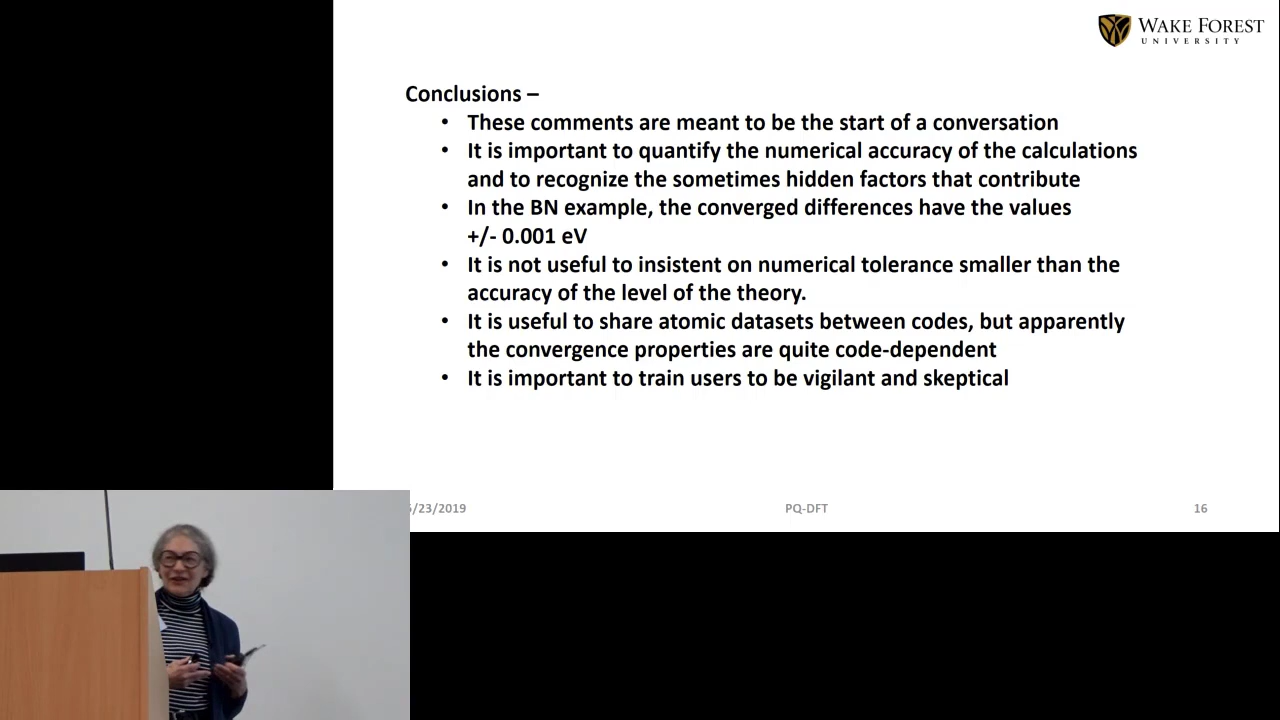 WAKE FOREST
UNIVERSITY
Conclusions –
• These comments are meant to be the start of a conversation
• It is important to quantify the numerical accuracy of the calculations
and to recognize the sometimes hidden factors that contribute
• In the BN example, the converged differences have the values
+/- 0.001 eV
• It is not useful to insistent on numerical tolerance smaller than the
accuracy of the level of the theory.
• It is useful to share atomic datasets between codes, but apparently
the convergence properties are quite code-dependent
• It is important to train users to be vigilant and skeptical
/23/2019 PQ-DFT 16